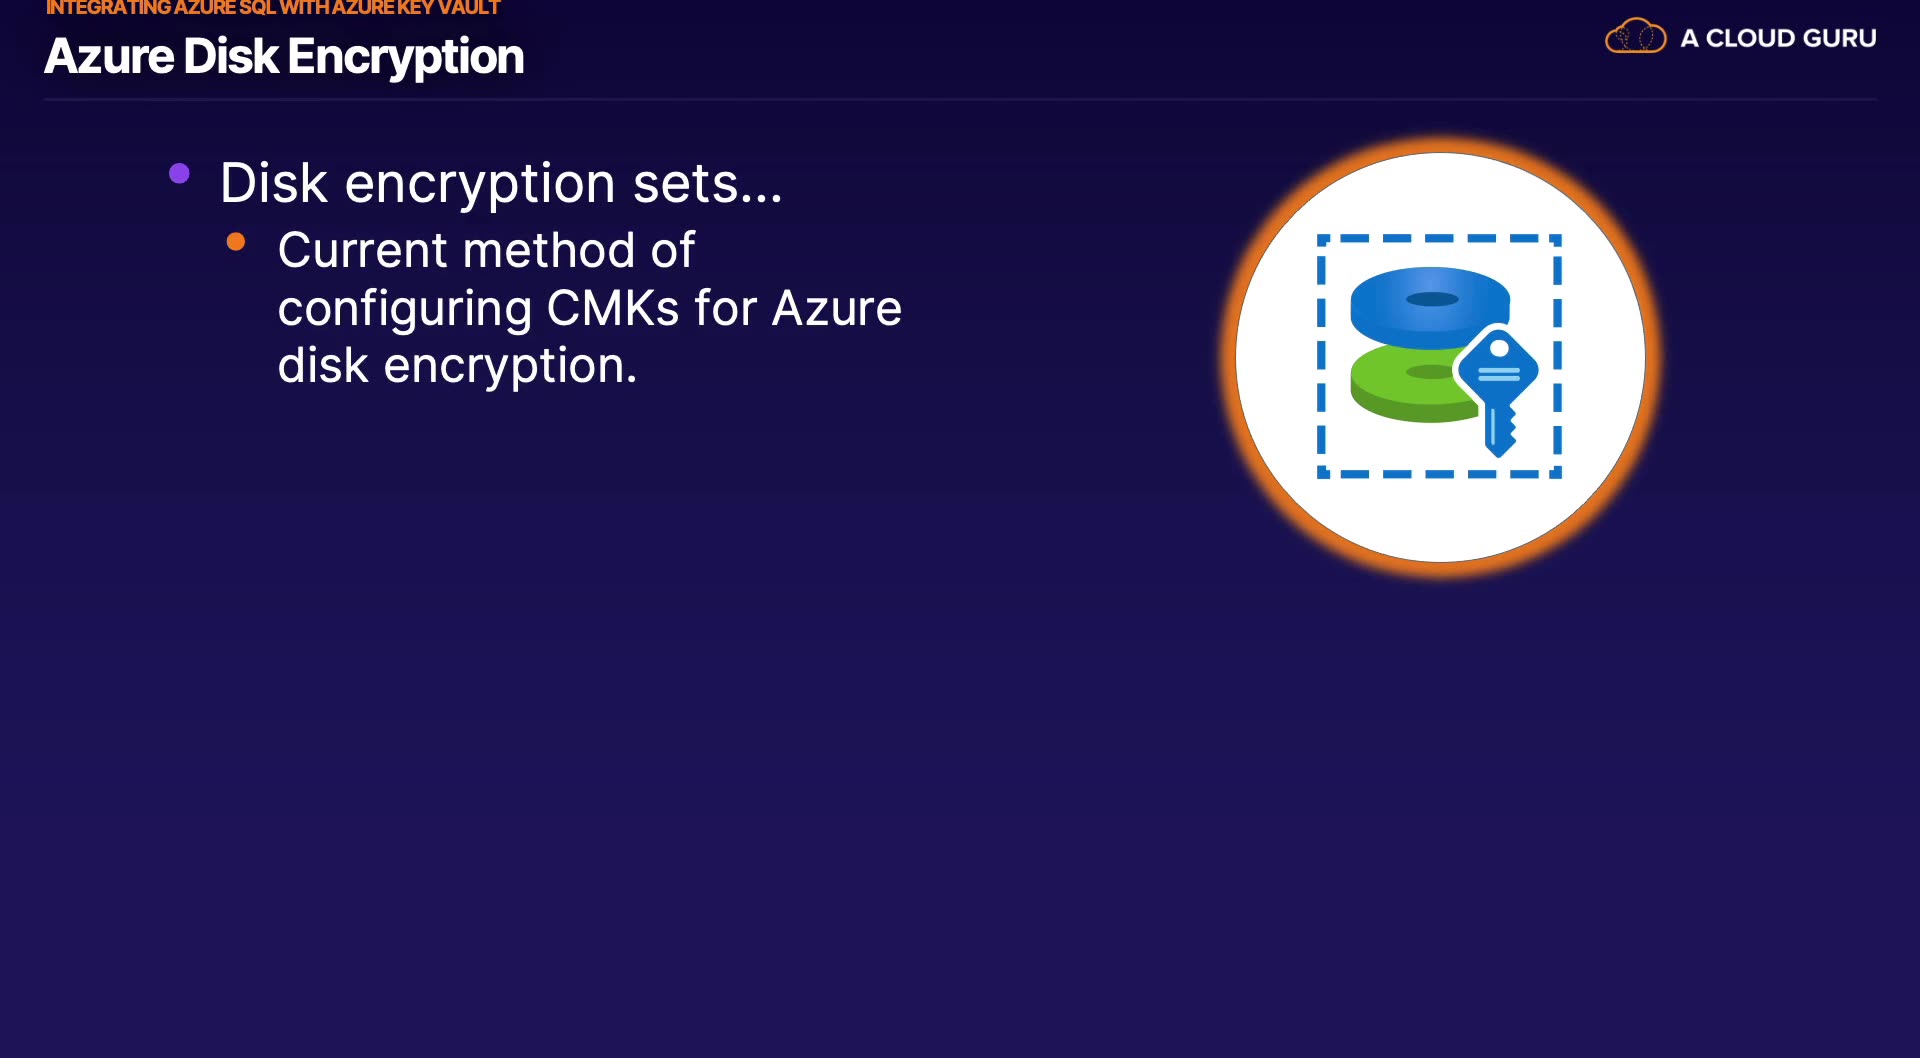 INTEGRATING AZURE SQL WITH AZURE KEY VAULT
Azure Disk Encryption
A CLOUD GURU
Disk encryption sets...
Current method of
configuring CMKs for Azure
disk encryption.